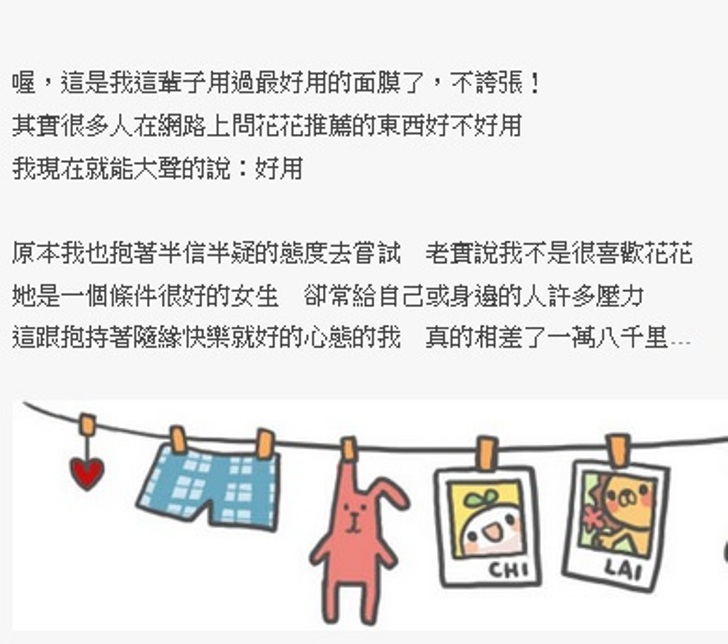 喔，這是我這輩子用過最好用的面膜了，不誇張！
其實很多人在網路上問花花推薦的東西好不好用
我現在就能大聲的說：好用
原本我也抱著半信半疑的態度去嘗試　老實說我不是很喜歡花花
她是一個條件很好的女生　卻常給自己或身邊的人許多壓力
這跟抱持著隨緣快樂就好的心態的我　真的相差了一萬八千里...
CHI
LAI